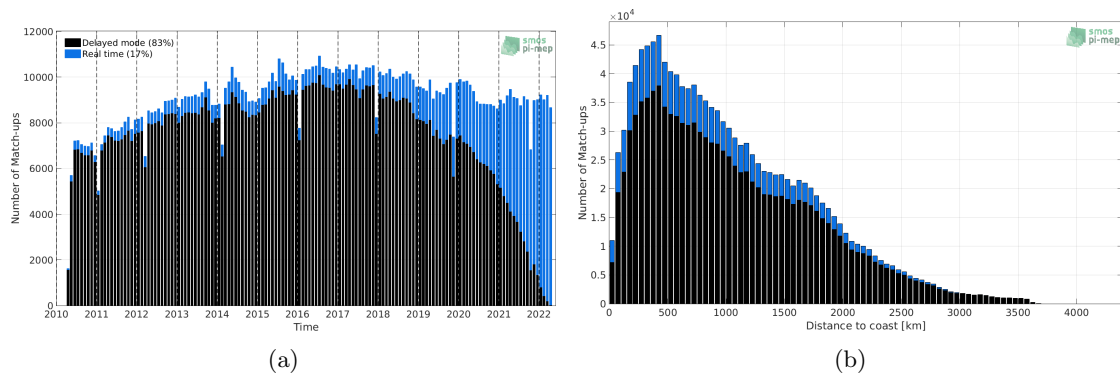 12000
10000
8000
6000
4000
2000
0
Number of Match-ups
Delayed mode (83%)
Real time (17%)
smos
pi-mep
2010 2011 2012 2013 2014 2015 2016 2017 2018 2019 2020 2021 2022
Time
(a)
×10⁴
4.5
4
3.5
3
2.5
2
1.5
1
0.5
0
Number of Match-ups
smos
pi-mep
0 500 1000 1500 2000 2500 3000 3500 4000
Distance to coast [km]
(b)